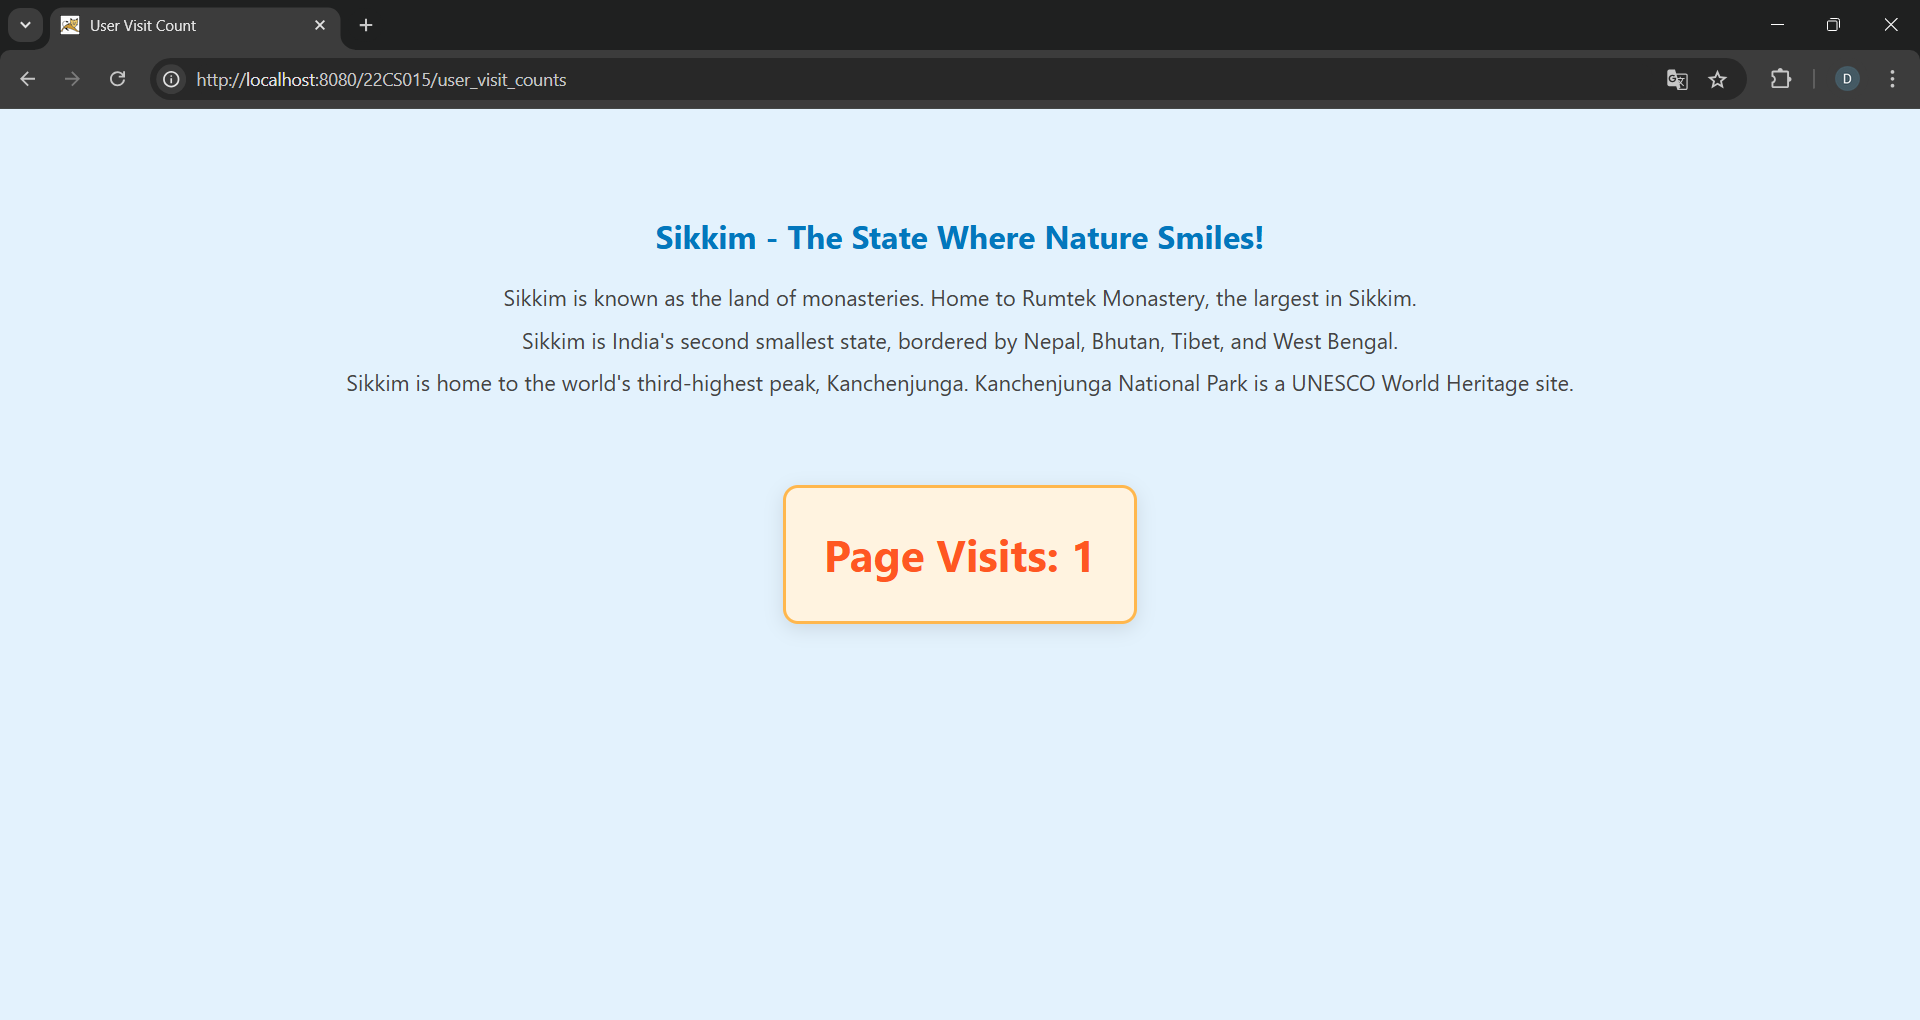 User Visit Count
http://localhost:8080/22CS015/user_visit_counts
D
Sikkim - The State Where Nature Smiles!
Sikkim is known as the land of monasteries. Home to Rumtek Monastery, the largest in Sikkim.
Sikkim is India's second smallest state, bordered by Nepal, Bhutan, Tibet, and West Bengal.
Sikkim is home to the world's third-highest peak, Kanchenjunga. Kanchenjunga National Park is a UNESCO World Heritage site.
Page Visits: 1